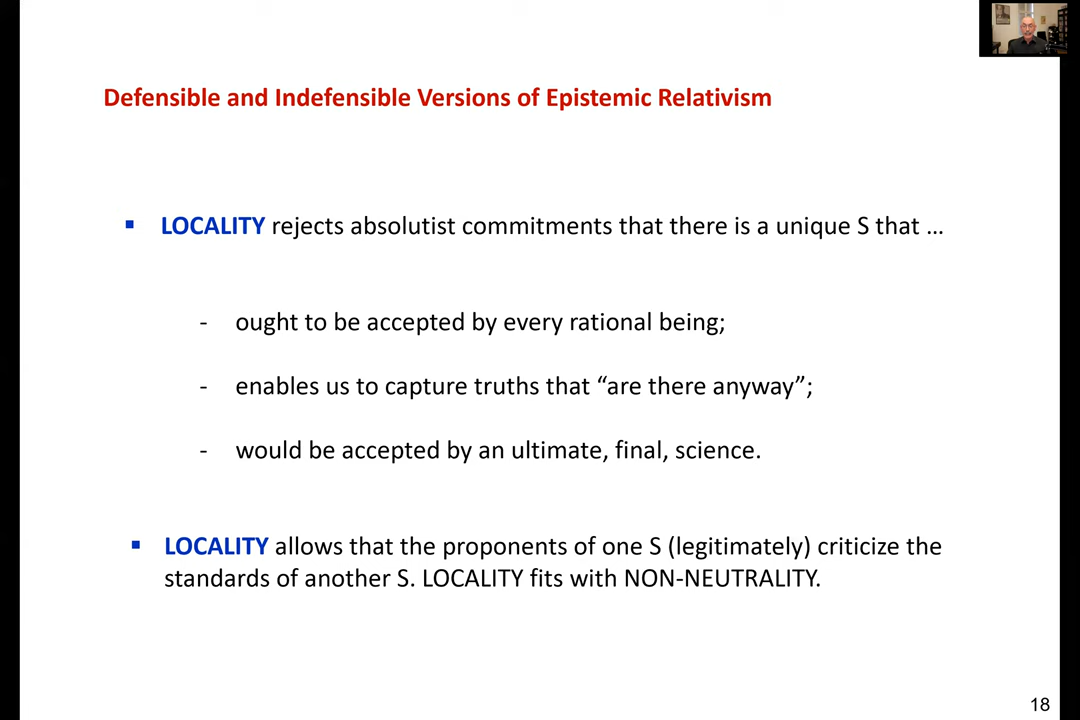 Defensible and Indefensible Versions of Epistemic Relativism
▪ LOCALITY rejects absolutist commitments that there is a unique S that …
- ought to be accepted by every rational being;
- enables us to capture truths that “are there anyway”;
- would be accepted by an ultimate, final, science.
▪ LOCALITY allows that the proponents of one S (legitimately) criticize the
standards of another S. LOCALITY fits with NON-NEUTRALITY.
18